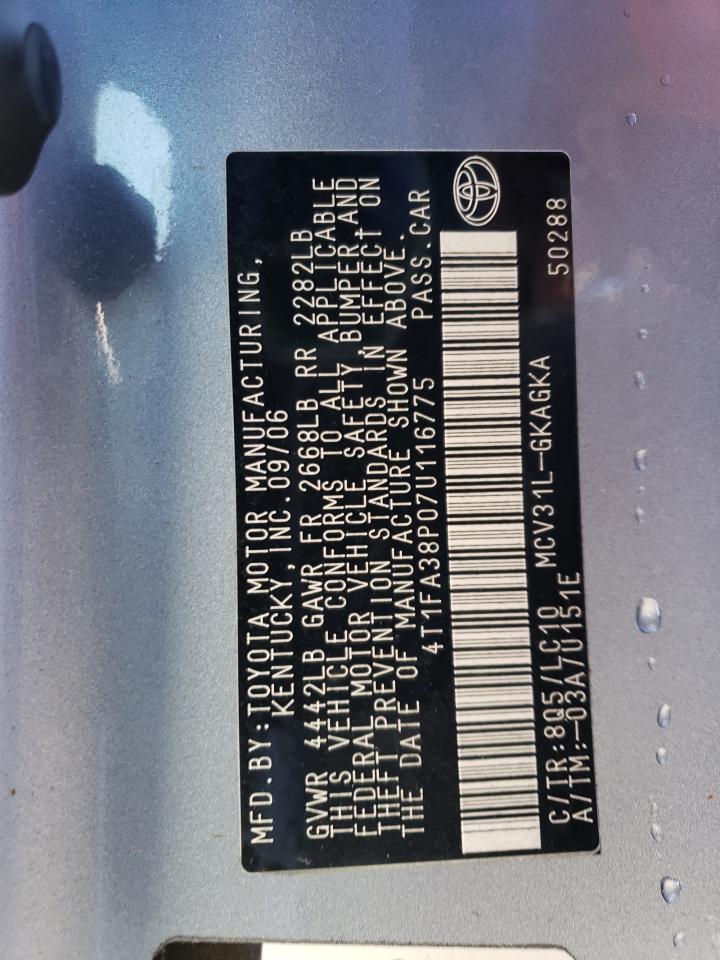 MFD.BY:TOYOTA MOTOR MANUFACTURING,
KENTUCKY,INC.09/06
GVWR 4442LB GAWR FR 2668LB RR 2282LB
THIS VEHICLE CONFORMS TO ALL APPLICABLE
FEDERAL MOTOR VEHICLE SAFETY, BUMPER,AND
THEFT PREVENTION STANDARDS IN EFFECT ON
THE DATE OF MANUFACTURE SHOWN ABOVE.
4T1FA38P07U116775 PASS.CAR
C/TR:8Q5/LC10 MCV31L-GKAGKA 50288
A/TM:-03A/U151E